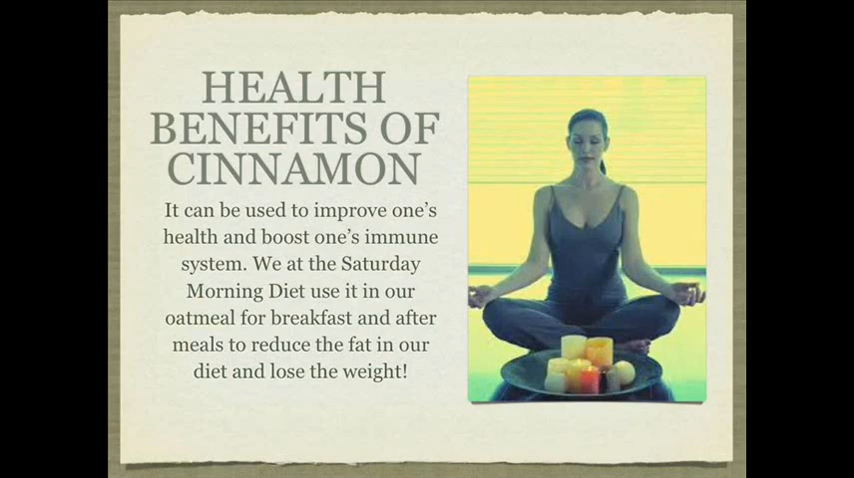 HEALTH
BENEFITS OF
CINNAMON
It can be used to improve one’s
health and boost one’s immune
system. We at the Saturday
Morning Diet use it in our
oatmeal for breakfast and after
meals to reduce the fat in our
diet and lose the weight!